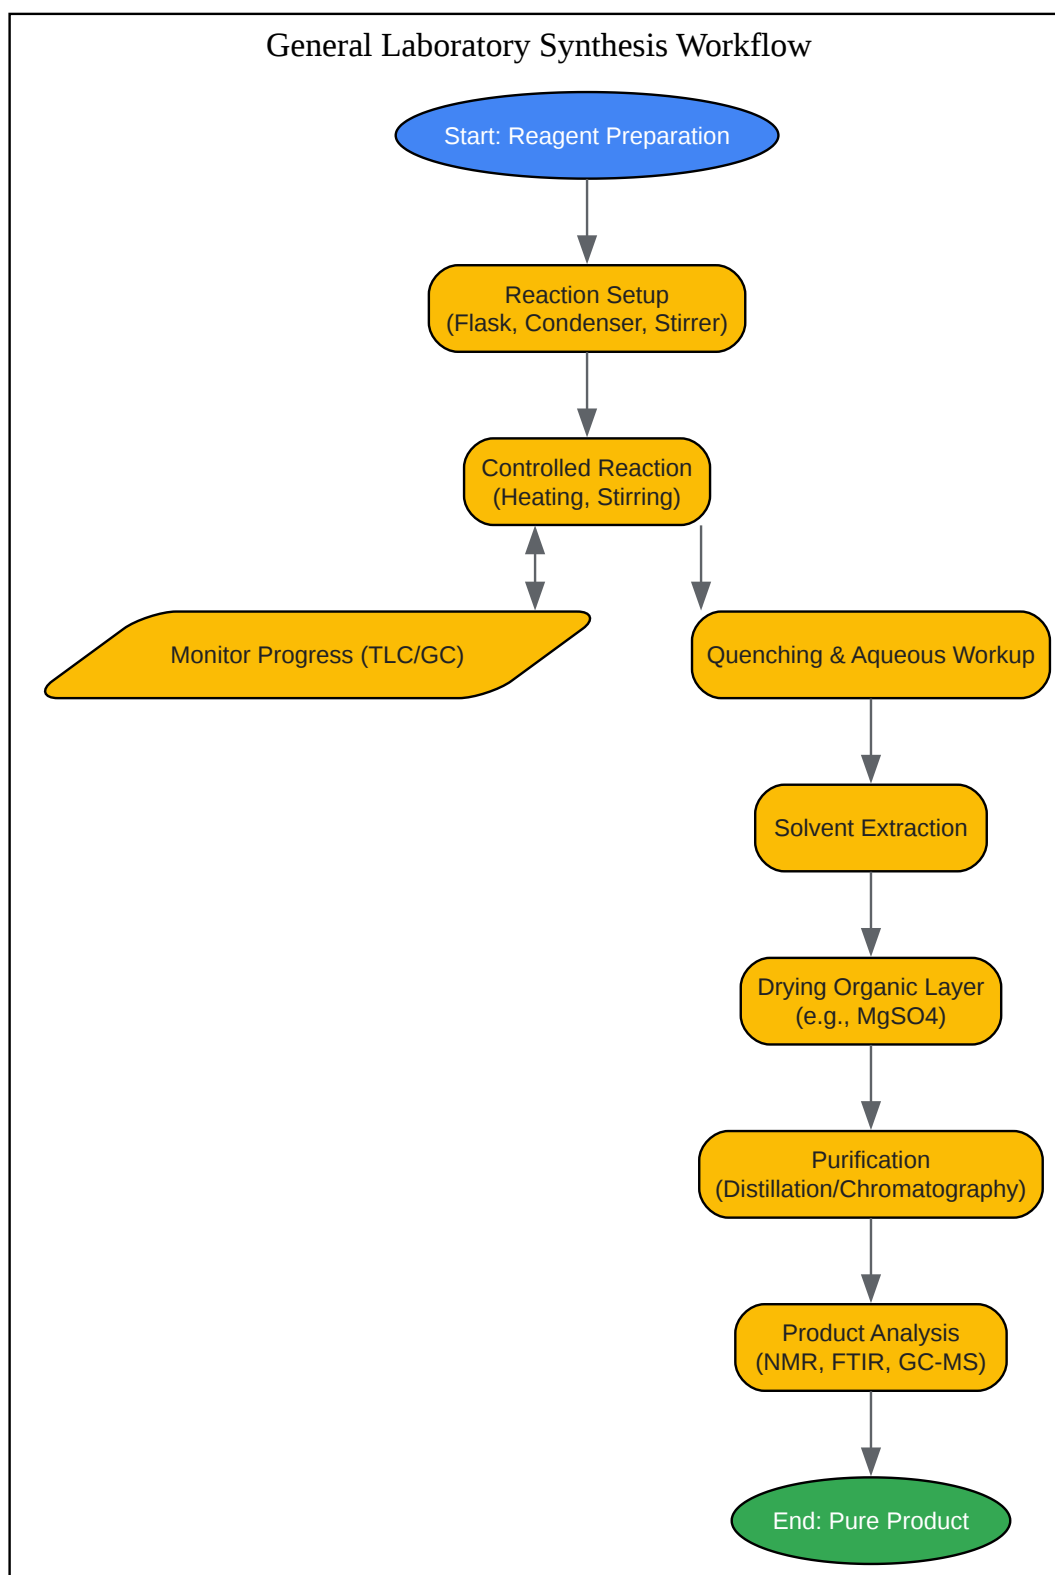 General Laboratory Synthesis Workflow
Start: Reagent Preparation
Reaction Setup
(Flask, Condenser, Stirrer)
Controlled Reaction
(Heating, Stirring)
Monitor Progress (TLC/GC)
Quenching & Aqueous Workup
Solvent Extraction
Drying Organic Layer
(e.g., MgSO4)
Purification
(Distillation/Chromatography)
Product Analysis
(NMR, FTIR, GC-MS)
End: Pure Product